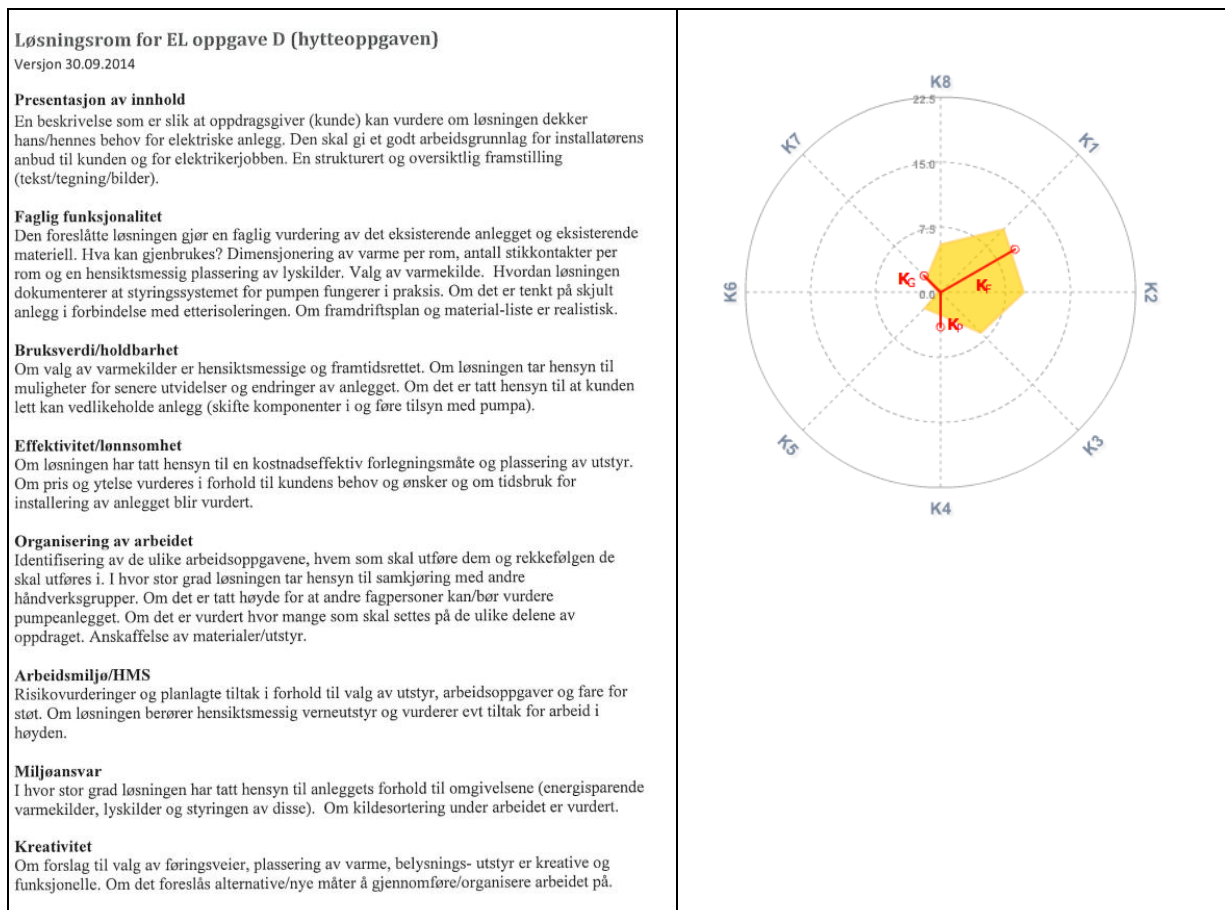 Løsningsrom for EL oppgave D (hytteoppgaven)
Versjon 30.09.2014
Presentasjon av innhold
En beskrivelse som er slik at oppdragsgiver (kunde) kan vurdere om løsningen dekker
hans/hennes behov for elektriske anlegg. Den skal gi et godt arbeidsgrunnlag for installatørens
anbud til kunden og for elektrikerjobben. En strukturert og oversiktlig framstilling
(tekst/tegning/bilder).
Faglig funksjonalitet
Den foreslåtte løsningen gjør en faglig vurdering av det eksisterende anlegget og eksisterende
materiell. Hva kan gjenbrukes? Dimensjonering av varme per rom, antall stikkontakter per
rom og en hensiktsmessig plassering av lyskilder. Valg av varmekilde. Hvordan løsningen
dokumenterer at styringssystemet for pumpen fungerer i praksis. Om det er tenkt på skjult
anlegg i forbindelse med etterisoleringen. Om framdriftsplan og material-liste er realistisk.
Bruksverdi/holdbarhet
Om valg av varmekilder er hensiktsmessige og framtidsrettet. Om løsningen tar hensyn til
muligheter for senere utvidelser og endringer av anlegget. Om det er tatt hensyn til at kunden
lett kan vedlikeholde anlegg (skifte komponenter i og føre tilsyn med pumpa).
Effektivitet/lønnsomhet
Om løsningen har tatt hensyn til en kostnadseffektiv forlegningsmåte og plassering av utstyr.
Om pris og ytelse vurderes i forhold til kundens behov og ønsker og om tidsbruk for
installering av anlegget blir vurdert.
Organisering av arbeidet
Identifisering av de ulike arbeidsoppgavene, hvem som skal utføre dem og rekkefølgen de
skal utføres i. I hvor stor grad løsningen tar hensyn til samkjøring med andre
håndverksgrupper. Om det er tatt høyde for at andre fagpersoner kan/bør vurdere
pumpeanlegget. Om det er vurdert hvor mange som skal settes på de ulike delene av
oppdraget. Anskaffelse av materialer/utstyr.
Arbeidsmiljø/HMS
Risikovurderinger og planlagte tiltak i forhold til valg av utstyr, arbeidsoppgaver og fare for
støt. Om løsningen berører hensiktsmessig verneutstyr og vurderer evt tiltak for arbeid i
høyden.
Miljøansvar
I hvor stor grad løsningen har tatt hensyn til anleggets forhold til omgivelsene (energisparende
varmekilder, lyskilder og styringen av disse). Om kildesortering under arbeidet er vurdert.
Kreativitet
Om forslag til valg av føringsveier, plassering av varme, belysnings- utstyr er kreative og
funksjonelle. Om det foreslås alternative/nye måter å gjennomføre/organisere arbeidet på.
K8
22.5
K7
K1
15.0
7.5
KG
KF
K6
0.0
K2
KP
K5
K3
K4